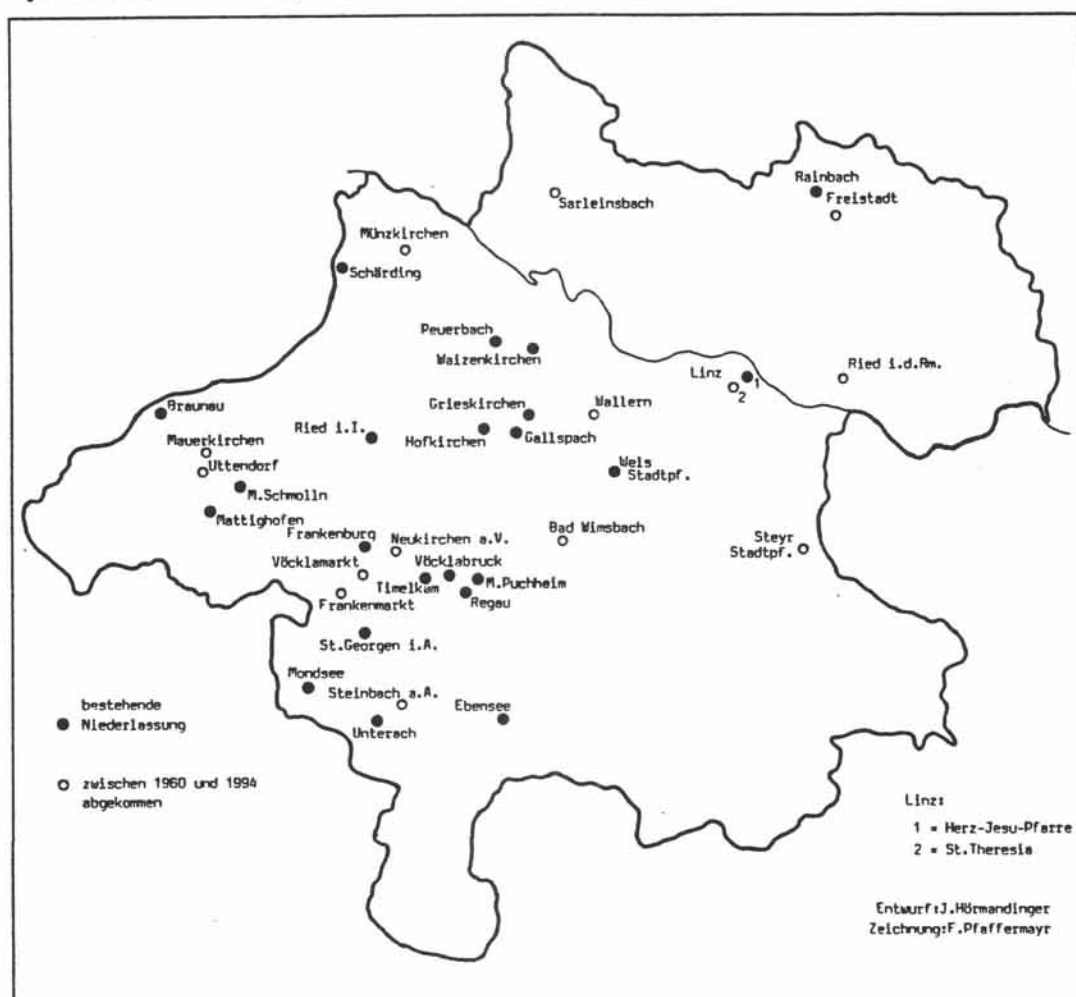 Rainbach
Freistadt
Sarleinsbach
Münzkirchen
Schärding
Peuerbach
Waizenkirchen
Linz
1
2
Ried i.d.Rm.
Braunau
Grieskirchen
Wallern
Ried i.I.
Hofkirchen
Gallspach
Mauerkirchen
Uttendorf
Wels
Stadtpf.
M.Schmolln
Mattighofen
Frankenburg
Neukirchen a.V.
Bad Wimsbach
Steyr
Stadtpf.
Vöcklamarkt
Vöcklabruck
Timelkam
M.Puchheim
Frankenmarkt
Regau
St.Georgen i.A.
Mondsee
Steinbach a.A.
Ebensee
Unterach
bestehende
Niederlassung
zwischen 1960 und 1994
abgekommen
Linz:
1 = Herz-Jesu-Pfarre
2 = St.Theresia
Entwurf:J.Hörmandinger
Zeichnung:F.Pfaffermayr